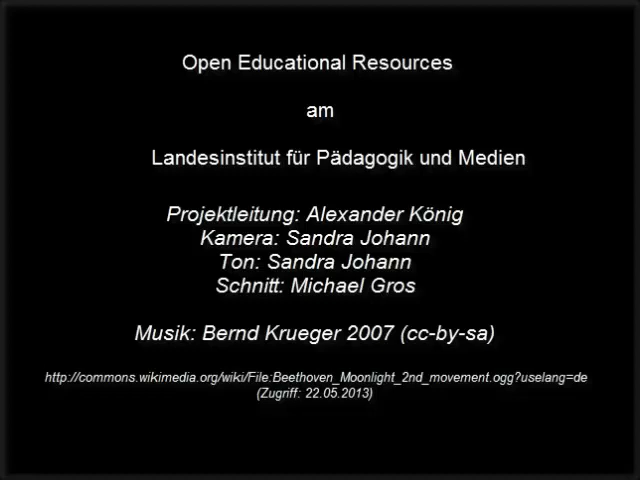 Open Educational Resources
am
Landesinstitut für Pädagogik und Medien
Projektleitung: Alexander König
Kamera: Sandra Johann
Ton: Sandra Johann
Schnitt: Michael Gros
Musik: Bernd Krueger 2007 (cc-by-sa)
http://commons.wikimedia.org/wiki/File:Beethoven_Moonlight_2nd_movement.ogg?uselang=de
(Zugriff: 22.05.2013)